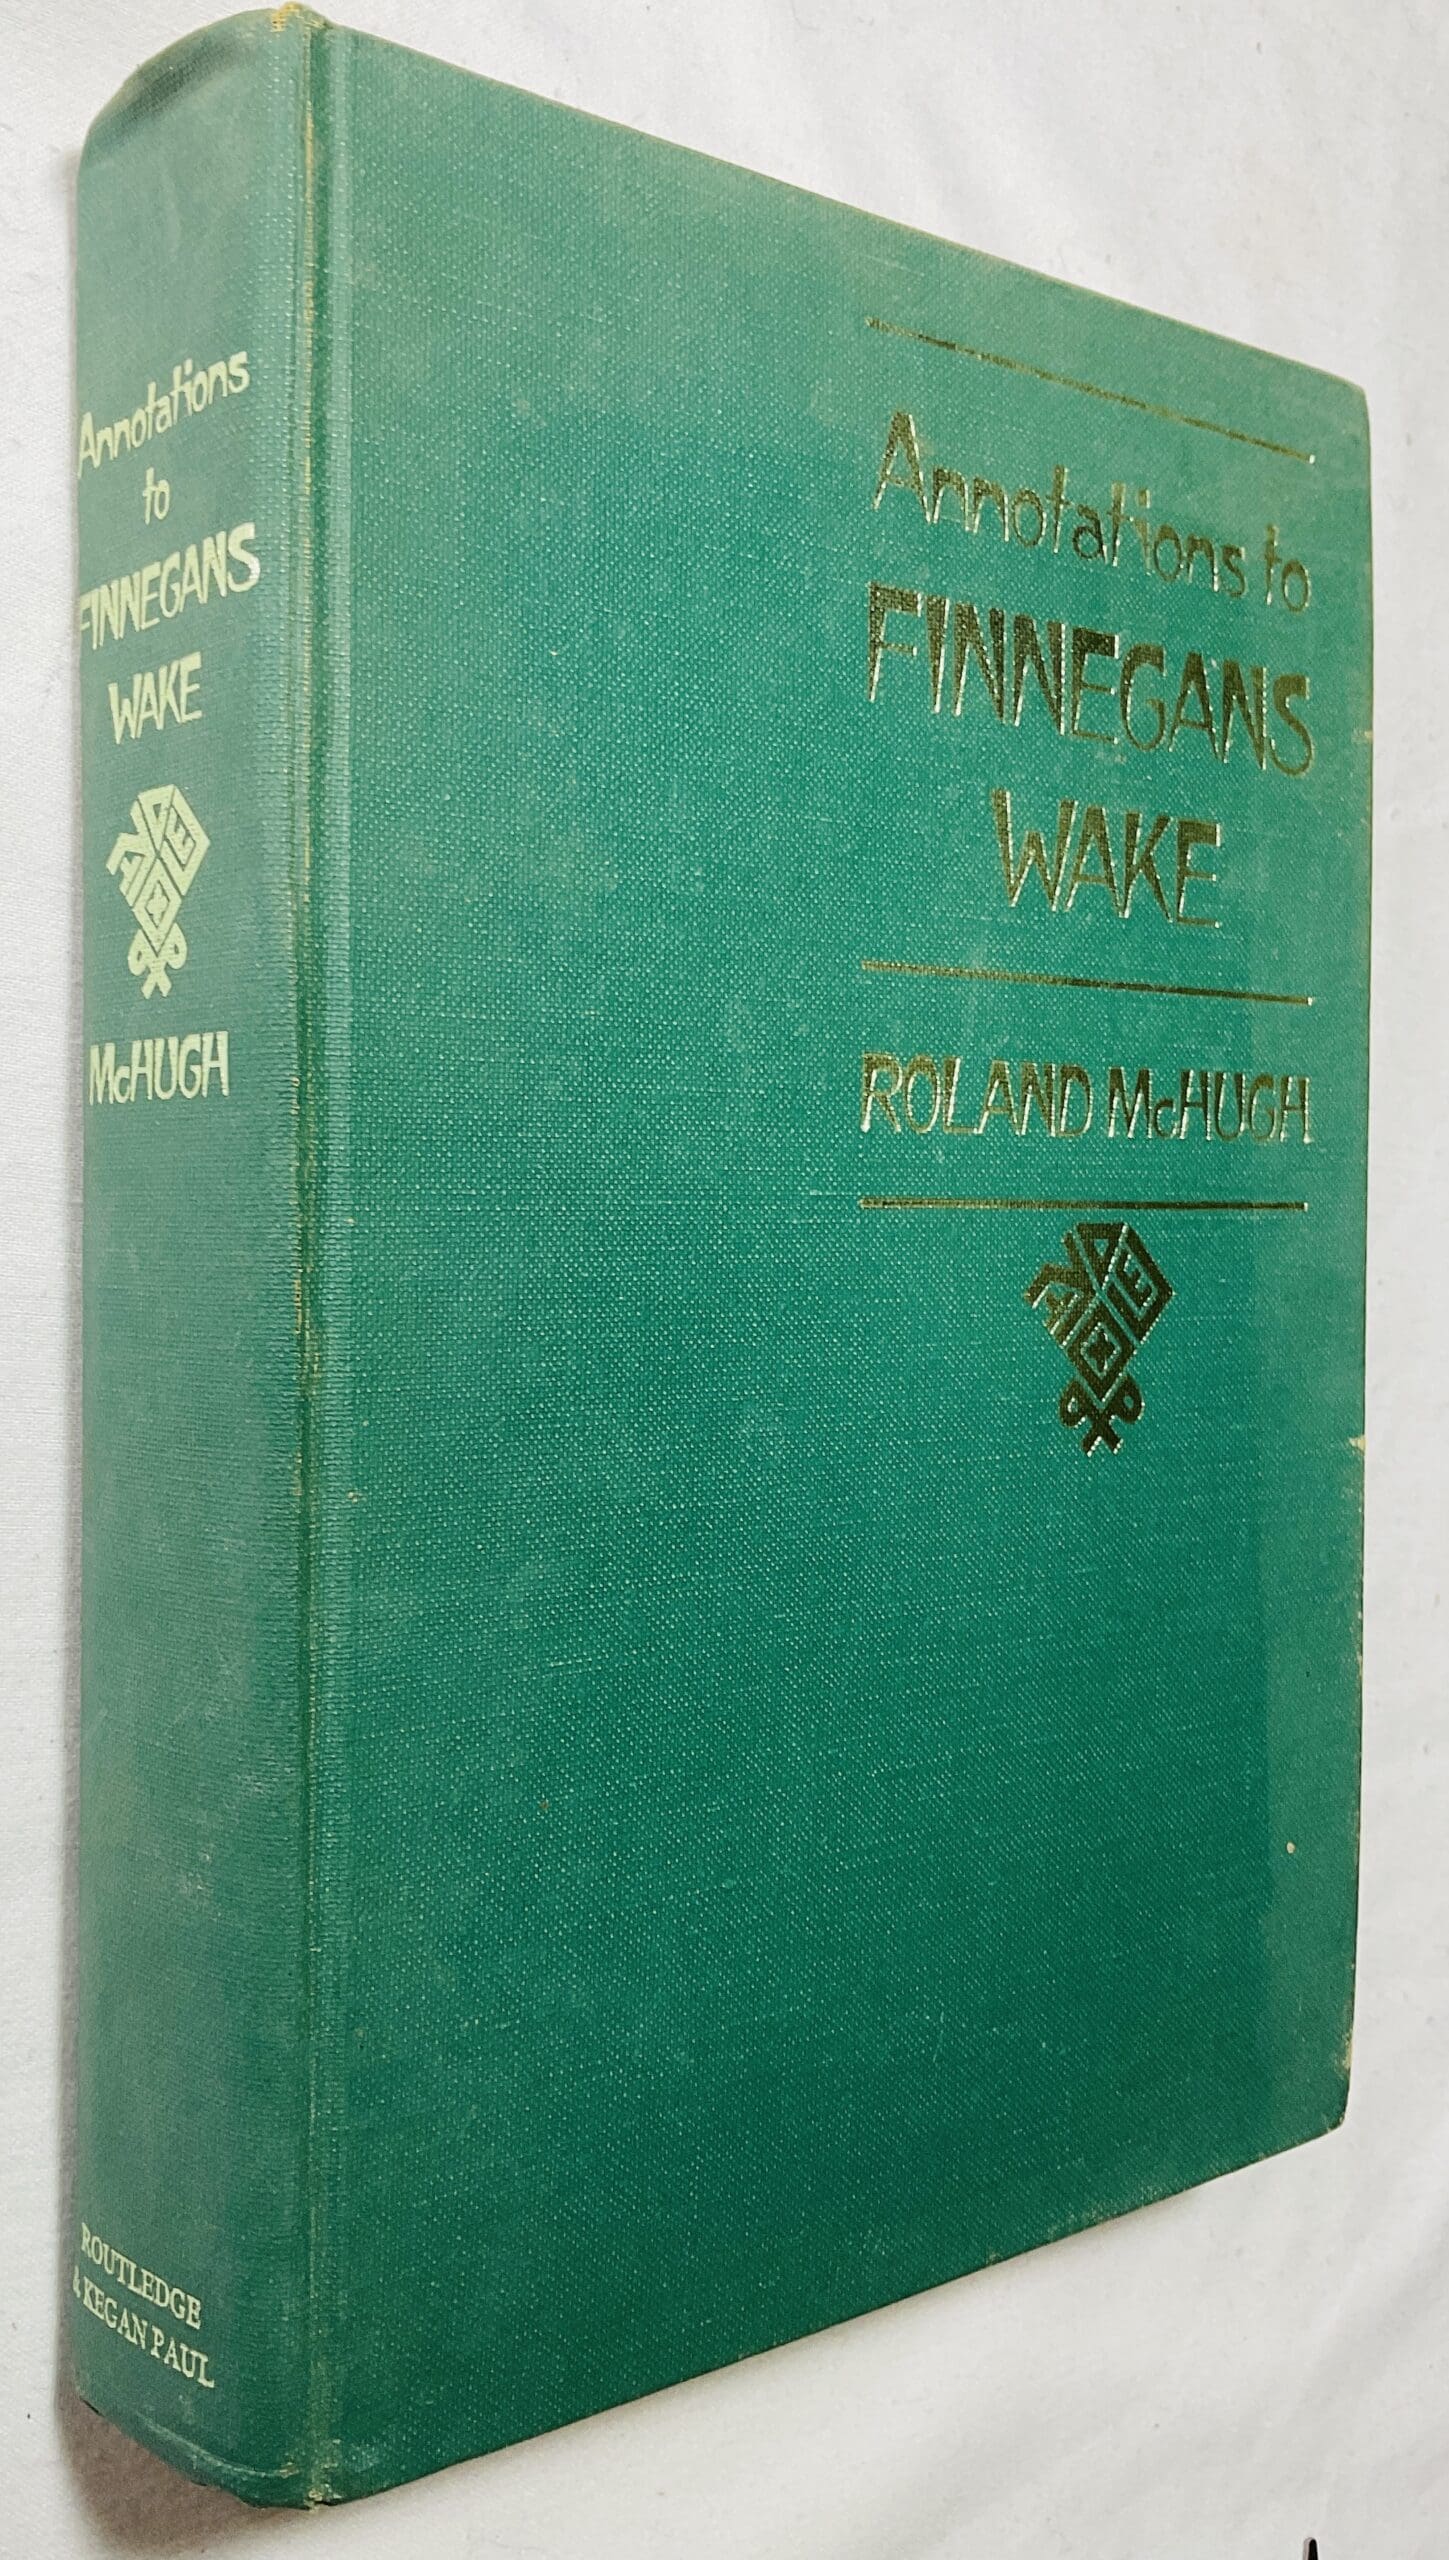 Annotations
to
FINNEGANS
WAKE
McHUGH
ROUTLEDGE
& KEGAN PAUL
Annotations to
FINNEGANS
WAKE
ROLAND McHUGH